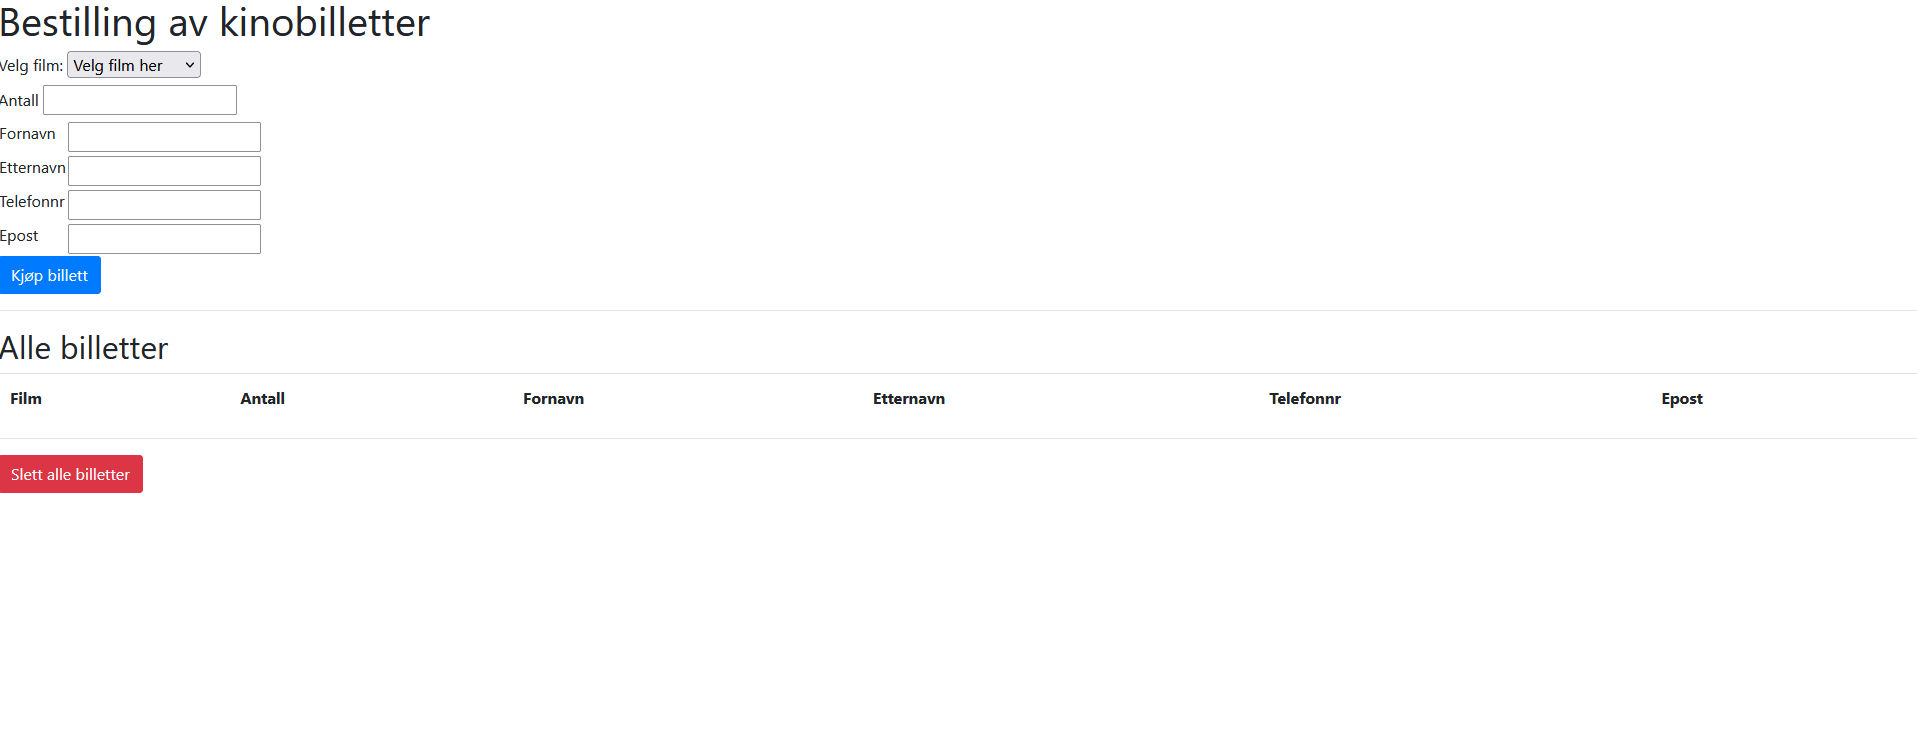 Bestilling av kinobilletter
Velg film: Velg film her
Antall
Fornavn
Etternavn
Telefonnr
Epost
Kjøp billett
Alle billetter
Film Antall Fornavn Etternavn Telefonnr Epost
Slett alle billetter